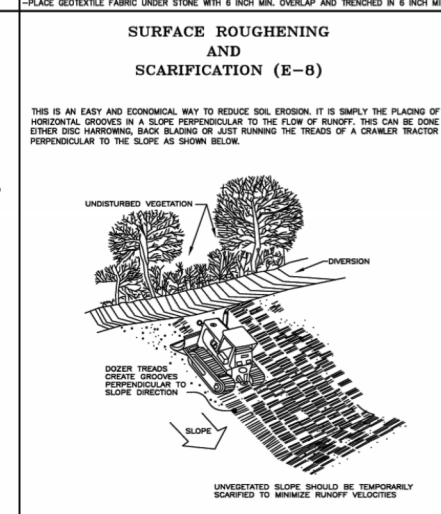 -PLACE GEOTEXTILE FABRIC UNDER STONE WITH 6 INCH MIN. OVERLAP AND TRENCHED IN 6 INCH
SURFACE ROUGHENING
AND
SCARIFICATION (E-8)
THIS IS AN EASY AND ECONOMICAL WAY TO REDUCE SOIL EROSION. IT IS SIMPLY THE PLACING OF
HORIZONTAL GROOVES IN A SLOPE PERPENDICULAR TO THE FLOW OF RUNOFF. THIS CAN BE DONE
EITHER DISC HARROWING, BACK BLADING OR JUST RUNNING THE TREADS OF A CRAWLER TRACTOR
PERPENDICULAR TO THE SLOPE AS SHOWN BELOW.
UNDISTURBED VEGETATION
DIVERSION
DOZER TREADS
CREATE GROOVES
PERPENDICULAR TO
SLOPE DIRECTION
SLOPE
UNVEGETATED SLOPE SHOULD BE TEMPORARILY
SCARIFIED TO MINIMIZE RUNOFF VELOCITIES